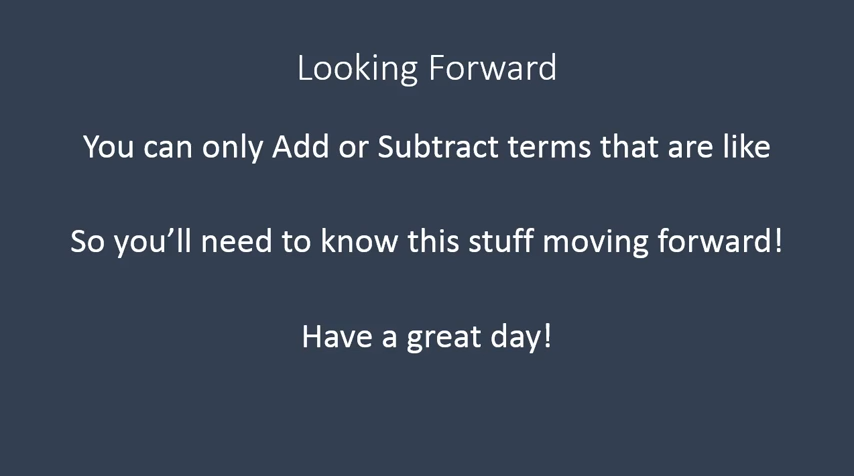 Looking Forward
You can only Add or Subtract terms that are like
So you’ll need to know this stuff moving forward!
Have a great day!